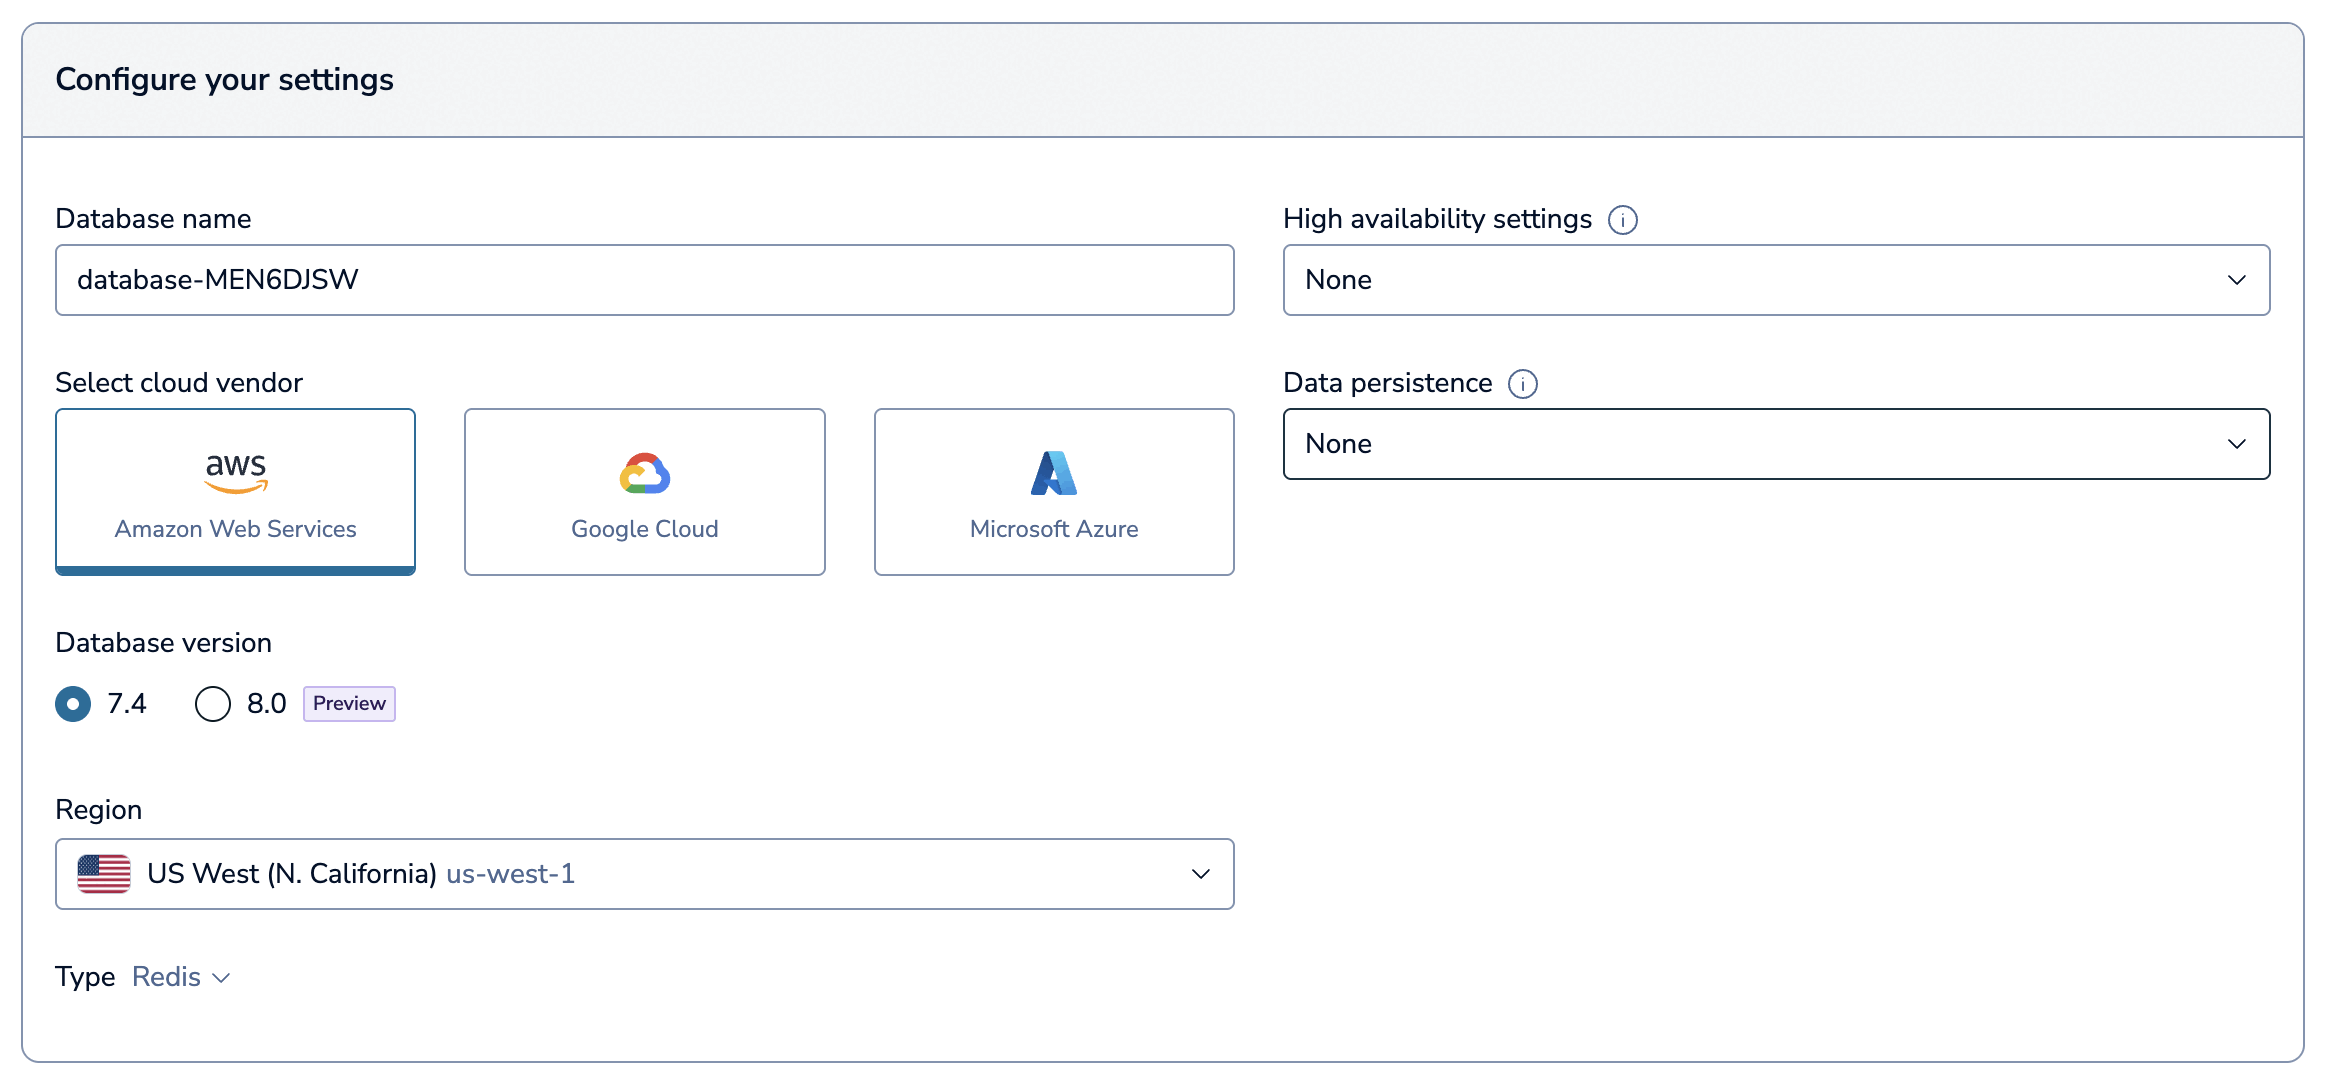 Configure your settings
Database name
database-MEN6DJSW
High availability settings
None
Select cloud vendor
aws
Amazon Web Services
Google Cloud
Microsoft Azure
Data persistence
None
Database version
7.4
8.0
Preview
Region
US West (N. California) us-west-1
Type Redis